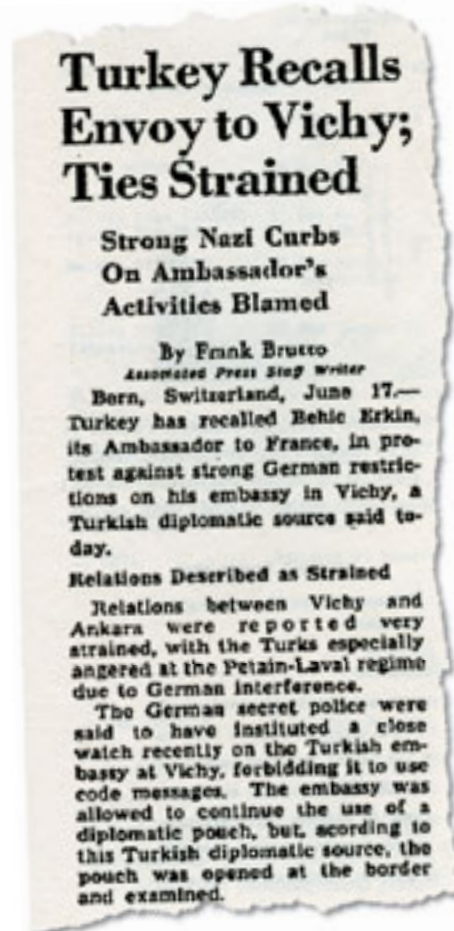 Turkey Recalls
Envoy to Vichy;
Ties Strained
Strong Nazi Curbs
On Ambassador's
Activities Blamed
By Frank Brutto
Associated Press Staff Writer
Bern, Switzerland, June 17.—
Turkey has recalled Behic Erkin,
its Ambassador to France, in pro-
test against strong German restric-
tions on his embassy in Vichy, a
Turkish diplomatic source said to-
day.
Relations Described as Strained
Relations between Vichy and
Ankara were reported very
strained, with the Turks especially
angered at the Petain-Laval regime
due to German interference.
The German secret police were
said to have instituted a close
watch recently on the Turkish em-
bassy at Vichy, forbidding it to use
code messages. The embassy was
allowed to continue the use of a
diplomatic pouch, but, acording to
this Turkish diplomatic source, the
pouch was opened at the border
and examined.